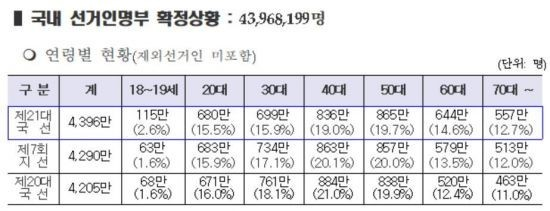 ■ 국내 선거인명부 확정상황 : 43,968,199명
❍ 연령별 현황(재외선거인 미포함)
(단위: 명)
구 분 계 18~19세 20대 30대 40대 50대 60대 70대 ~
제21대 국 선 4,396만 115만 (2.6%) 680만 (15.5%) 699만 (15.9%) 836만 (19.0%) 865만 (19.7%) 644만 (14.6%) 557만 (12.7%)
제7회 지 선 4,290만 63만 (1.6%) 683만 (15.9%) 734만 (17.1%) 863만 (20.1%) 857만 (20.0%) 579만 (13.5%) 513만 (12.0%)
제20대 국 선 4,205만 68만 (1.6%) 671만 (16.0%) 761만 (18.1%) 884만 (21.0%) 838만 (19.9%) 520만 (12.4%) 463만 (11.0%)